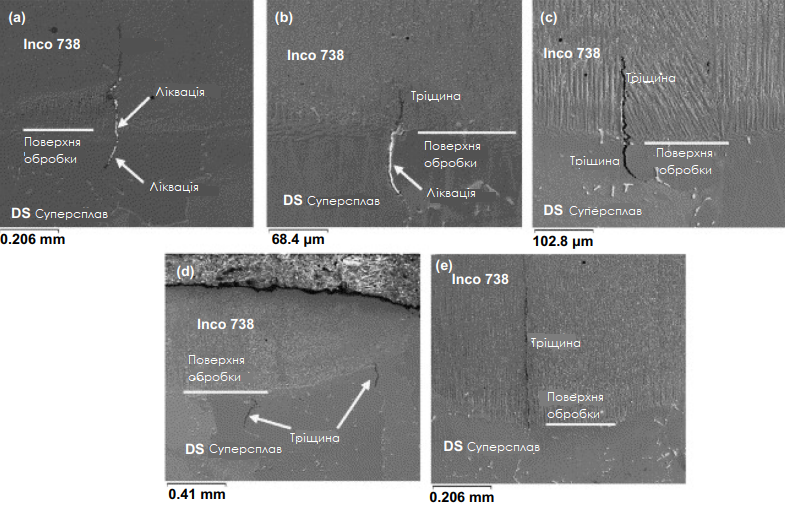 (a)
Inco 738
Ліквація
Поверхня
обробки
Ліквація
DS Суперсплав
0.206 mm
(b)
Inco 738
Тріщина
Поверхня
обробки
Ліквація
DS Суперсплав
68.4 µm
(c)
Inco 738
Тріщина
Поверхня
обробки
Тріщина
DS Суперсплав
102.8 µm
(d)
Inco 738
Поверхня
обробки
Тріщина
DS Суперсплав
0.41 mm
(e)
Inco 738
Тріщина
Поверхня
обробки
DS Суперсплав
0.206 mm